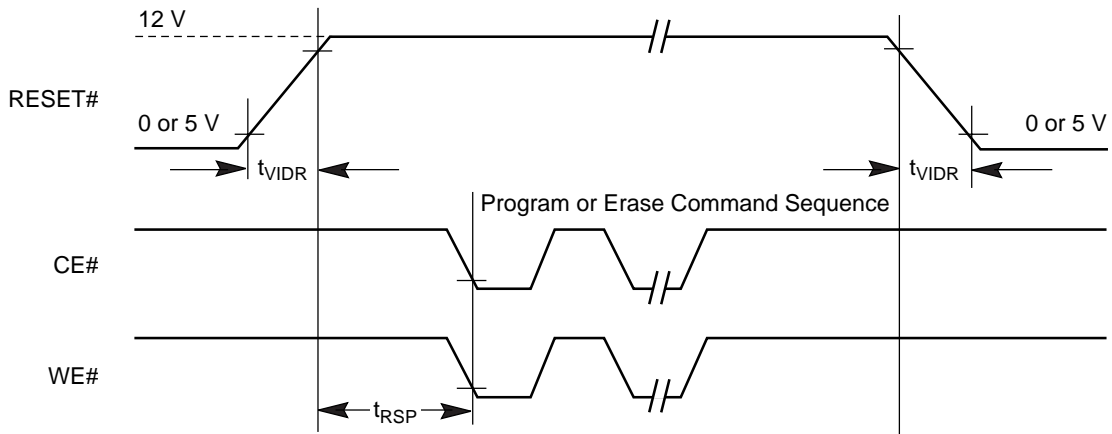 12 V
RESET#
0 or 5 V
0 or 5 V
tVIDR
tVIDR
Program or Erase Command Sequence
CE#
WE#
tRSP